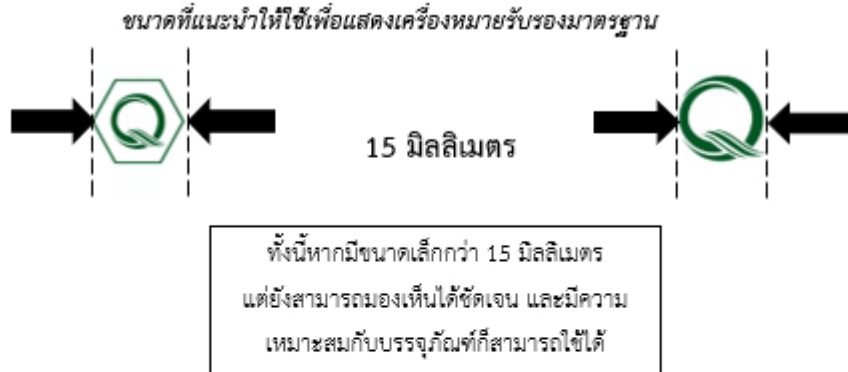 ขนาดที่แนะนำให้ใช้เพื่อแสดงเครื่องหมายรับรองมาตรฐาน
Q
Q
15 มิลลิเมตร
ทั้งนี้หากมีขนาดเล็กกว่า 15 มิลลิเมตร
แต่ยังสามารถมองเห็นได้ชัดเจน และมีความ
เหมาะสมกับบรรจุภัณฑ์ก็สามารถใช้ได้